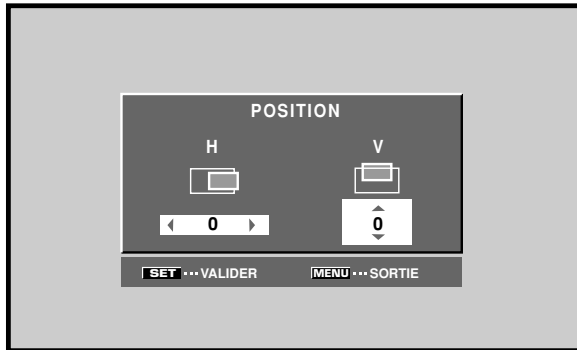 POSITION
H V
0 0
SET ··· VALIDER MENU ··· SORTIE